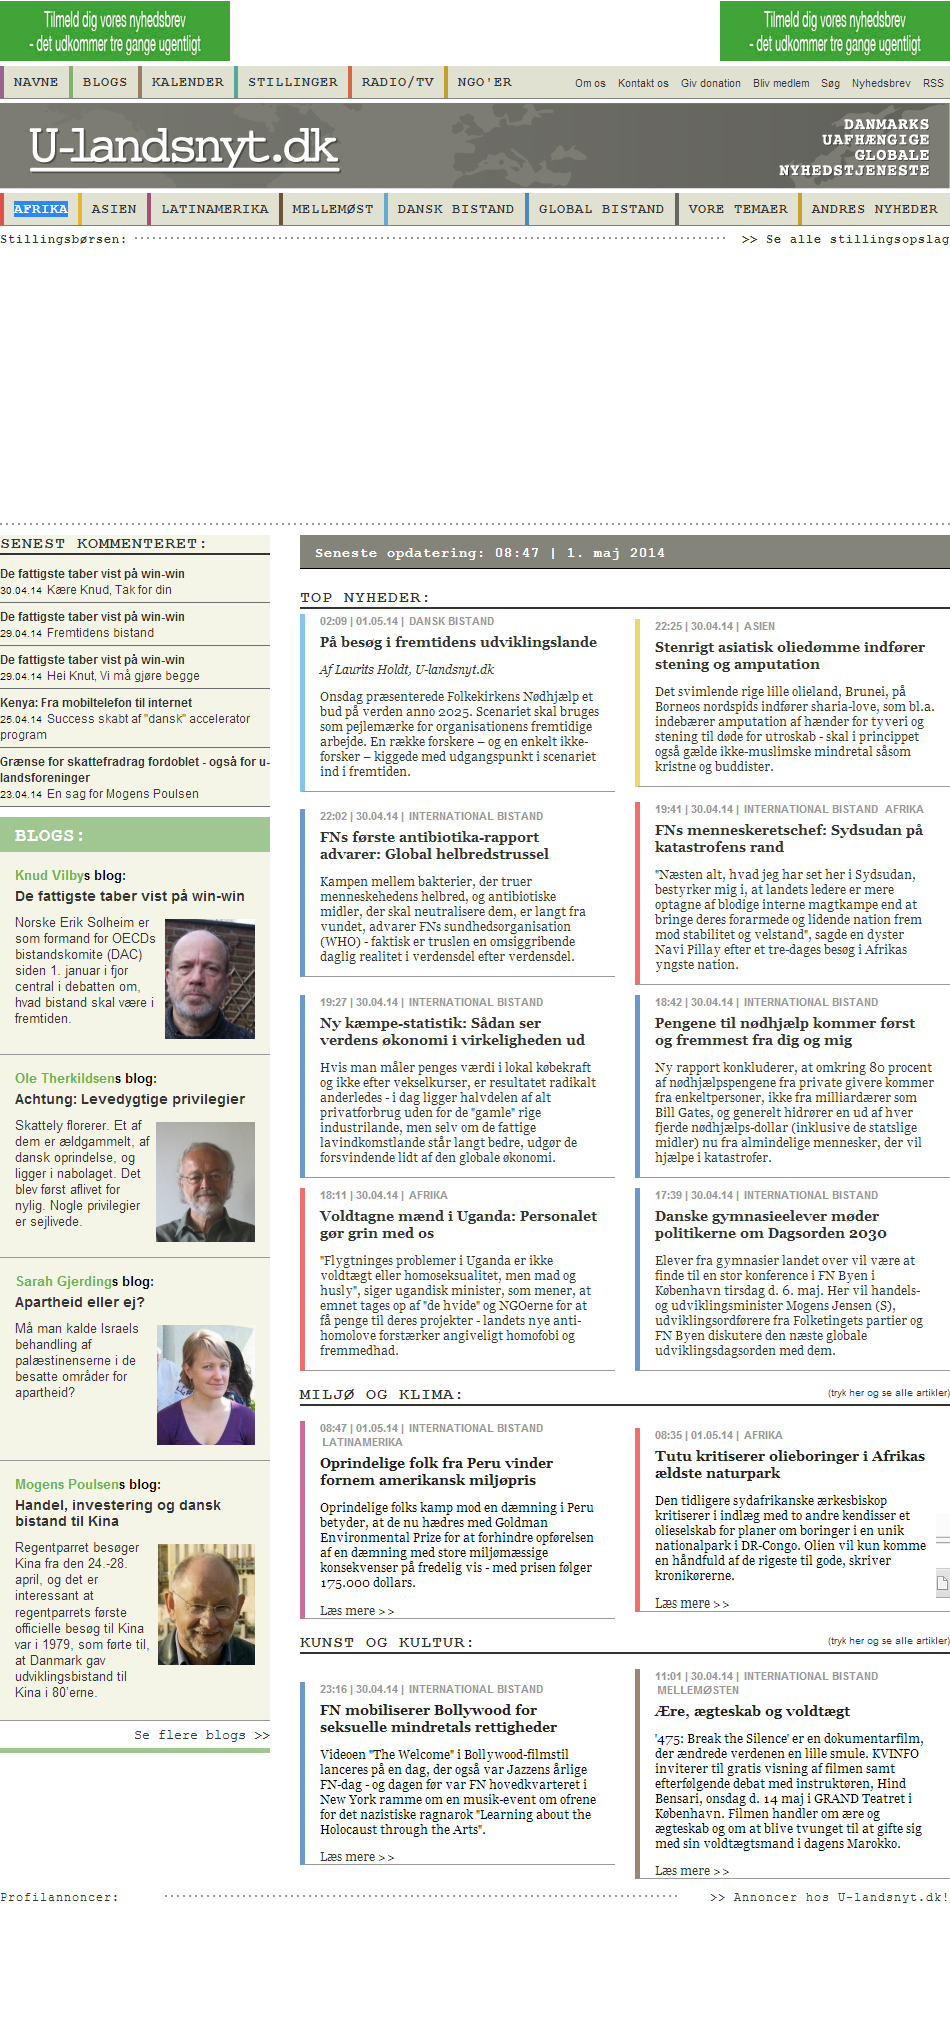 Tilmeld dig vores nyhedsbrev
- det udkommer tre gange ugentligt
Tilmeld dig vores nyhedsbrev
- det udkommer tre gange ugentligt
NAVNE BLOGS KALENDER STILLINGER RADIO/TV NGO'ER Om os Kontakt os Giv donation Bliv medlem Søg Nyhedsbrev RSS
U-landsnyt.dk
DANMARKS
UAFHÆNGIGE
GLOBALE
NYHEDSTJENESTE
AFRIKA ASIEN LATINAMERIKA MELLEMØST DANSK BISTAND GLOBAL BISTAND VORE TEMAER ANDRES NYHEDER
Stillingsbørsen: >> Se alle stillingsopslag
SENEST KOMMENTERET:
De fattigste taber vist på win-win
30.04.14 Kære Knud, Tak for din
De fattigste taber vist på win-win
29.04.14 Fremtidens bistand
De fattigste taber vist på win-win
29.04.14 Hei Knut, Vi må gjøre begge
Kenya: Fra mobiltelefon til internet
25.04.14 Success skabt af "dansk" accelerator
program
Grænse for skattefradrag fordoblet - også for u-
landsforeninger
23.04.14 En sag for Mogens Poulsen
BLOGS:
Knud Vilbys blog:
De fattigste taber vist på win-win
Norske Erik Solheim er
som formand for OECDs
bistandskomite (DAC)
siden 1. januar i fjor
central i debatten om,
hvad bistand skal være i
fremtiden.
Ole Therkildsens blog:
Achtung: Levedygtige privilegier
Skattely florerer. Et af
dem er ældgammelt, af
dansk oprindelse, og
ligger i nabolaget. Det
blev først aflivet for
nylig. Nogle privilegier
er sejlivede.
Sarah Gjerdings blog:
Apartheid eller ej?
Må man kalde Israels
behandling af
palæstinenserne i de
besatte områder for
apartheid?
Mogens Poulsens blog:
Handel, investering og dansk
bistand til Kina
Regentparret besøger
Kina fra den 24.-28.
april, og det er
interessant at
regentparrets første
officielle besøg til Kina
var i 1979, som førte til,
at Danmark gav
udviklingsbistand til
Kina i 80'erne.
Se flere blogs >>
Seneste opdatering: 08:47 | 1. maj 2014
TOP NYHEDER:
02:09 | 01.05.14 | DANSK BISTAND
På besøg i fremtidens udviklingslande
Af Laurits Holdt, U-landsnyt.dk
Onsdag præsenterede Folkekirkens Nødhjælp et
bud på verden anno 2025. Scenariet skal bruges
som pejlemærke for organisationens fremtidige
arbejde. En række forskere – og en enkelt ikke-
forsker – kiggede med udgangspunkt i scenariet
ind i fremtiden.
22:25 | 30.04.14 | ASIEN
Stenrigt asiatisk oliedømme indfører
stening og amputation
Det svimlende rige lille olieland, Brunei, på
Borneos nordspids indfører sharia-love, som bl.a.
indebærer amputation af hænder for tyveri og
stening til døde for utroskab - skal i princippet
også gælde ikke-muslimske mindretal såsom
kristne og buddister.
22:02 | 30.04.14 | INTERNATIONAL BISTAND
FNs første antibiotika-rapport
advarer: Global helbredstrussel
Kampen mellem bakterier, der truer
menneskehedens helbred, og antibiotiske
midler, der skal neutralisere dem, er langt fra
vundet, advarer FNs sundhedsorganisation
(WHO) - faktisk er truslen en omsiggribende
daglig realitet i verdensdel efter verdensdel.
19:41 | 30.04.14 | INTERNATIONAL BISTAND AFRIKA
FNs menneskeretschef: Sydsudan på
katastrofens rand
"Næsten alt, hvad jeg har set her i Sydsudan,
bestyrker mig i, at landets ledere er mere
optagne af blodige interne magtkampe end at
bringe deres forarmede og lidende nation frem
mod stabilitet og velstand", sagde en dyster
Navi Pillay efter et tre-dages besøg i Afrikas
yngste nation.
19:27 | 30.04.14 | INTERNATIONAL BISTAND
Ny kæmpe-statistik: Sådan ser
verdens økonomi i virkeligheden ud
Hvis man måler penges værdi i lokal købekraft
og ikke efter vekselkurser, er resultatet radikalt
anderledes - i dag ligger halvdelen af alt
privatforbrug uden for de "gamle" rige
industrilande, men selv om de fattige
lavindkomstlande står langt bedre, udgør de
forsvindende lidt af den globale økonomi.
18:42 | 30.04.14 | INTERNATIONAL BISTAND
Pengene til nødhjælp kommer først
og fremmest fra dig og mig
Ny rapport konkluderer, at omkring 80 procent
af nødhjælpspengene fra private givere kommer
fra enkeltpersoner, ikke fra milliardærer som
Bill Gates, og generelt hidrører en ud af hver
fjerde nødhjælps-dollar (inklusive de statslige
midler) nu fra almindelige mennesker, der vil
hjælpe i katastrofer.
18:11 | 30.04.14 | AFRIKA
Voldtagne mænd i Uganda: Personalet
gør grin med os
"Flygtninges problemer i Uganda er ikke
voldtægt eller homoseksualitet, men mad og
husly", siger ugandisk minister, som mener, at
emnet tages op af "de hvide" og NGOerne for at
få penge til deres projekter - landets nye anti-
homolove forstærker angiveligt homofobi og
fremmedhad.
17:39 | 30.04.14 | INTERNATIONAL BISTAND
Danske gymnasieelever møder
politikerne om Dagsorden 2030
Elever fra gymnasier landet over vil være at
finde til en stor konference i FN Byen i
København tirsdag d. 6. maj. Her vil handels-
og udviklingsminister Mogens Jensen (S),
udviklingsordførere fra Folketingets partier og
FN Byen diskutere den næste globale
udviklingsdagsorden med dem.
MILJØ OG KLIMA: (tryk her og se alle artikler)
08:47 | 01.05.14 | INTERNATIONAL BISTAND
LATINAMERIKA
Oprindelige folk fra Peru vinder
fornem amerikansk miljøpris
Oprindelige folks kamp mod en dæmning i Peru
betyder, at de nu hædres med Goldman
Environmental Prize for at forhindre opførelsen
af en dæmning med store miljømæssige
konsekvenser på fredelig vis - med prisen følger
175.000 dollars.
Læs mere >>
08:35 | 01.05.14 | AFRIKA
Tutu kritiserer olieboringer i Afrikas
ældste naturpark
Den tidligere sydafrikanske ærkesbiskop
kritiserer i indlæg med to andre kendisser et
olieselskab for planer om boringer i en unik
nationalpark i DR-Congo. Olien vil kun komme
en håndfuld af de rigeste til gode, skriver
kronikørerne.
Læs mere >>
KUNST OG KULTUR: (tryk her og se alle artikler)
23:16 | 30.04.14 | INTERNATIONAL BISTAND
FN mobiliserer Bollywood for
seksuelle mindretals rettigheder
Videoen "The Welcome" i Bollywood-filmstil
lanceres på en dag, der også var Jazzens årlige
FN-dag - og dagen før var FN hovedkvarteret i
New York ramme om en musik-event om ofrene
for det nazistiske ragnarok "Learning about the
Holocaust through the Arts".
Læs mere >>
11:01 | 30.04.14 | INTERNATIONAL BISTAND
MELLEMØSTEN
Ære, ægteskab og voldtægt
'475: Break the Silence' er en dokumentarfilm,
der ændrede verdenen en lille smule. KVINFO
inviterer til gratis visning af filmen samt
efterfølgende debat med instruktøren, Hind
Bensari, onsdag d. 14 maj i GRAND Teatret i
København. Filmen handler om ære og
ægteskab og om at blive tvunget til at gifte sig
med sin voldtægtsmand i dagens Marokko.
Læs mere >>
Profilannoncer: >> Annoncer hos U-landsnyt.dk!